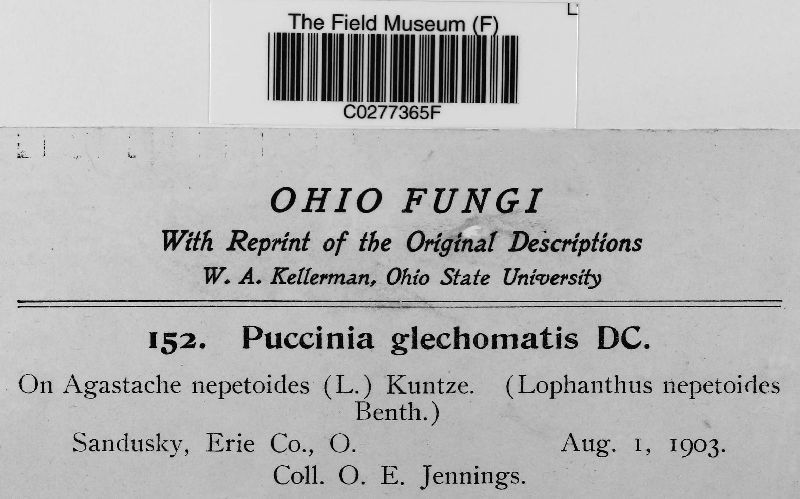 The Field Museum (F)
C0277365F
OHIO FUNGI
With Reprint of the Original Descriptions
W. A. Kellerman, Ohio State University
152. Puccinia glechomatis DC.
On Agastache nepetoides (L.) Kuntze. (Lophanthus nepetoides
Benth.)
Sandusky, Erie Co., O. Aug. 1, 1903.
Coll. O. E. Jennings.